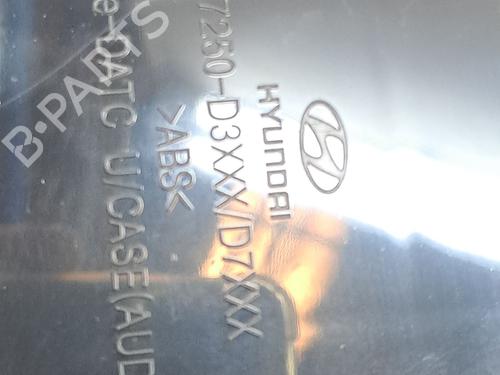 HYUNDAI
7250-D3XXX/D7XXX
>ABS<
e-DATC U/CASE(AUD
B-PARTS